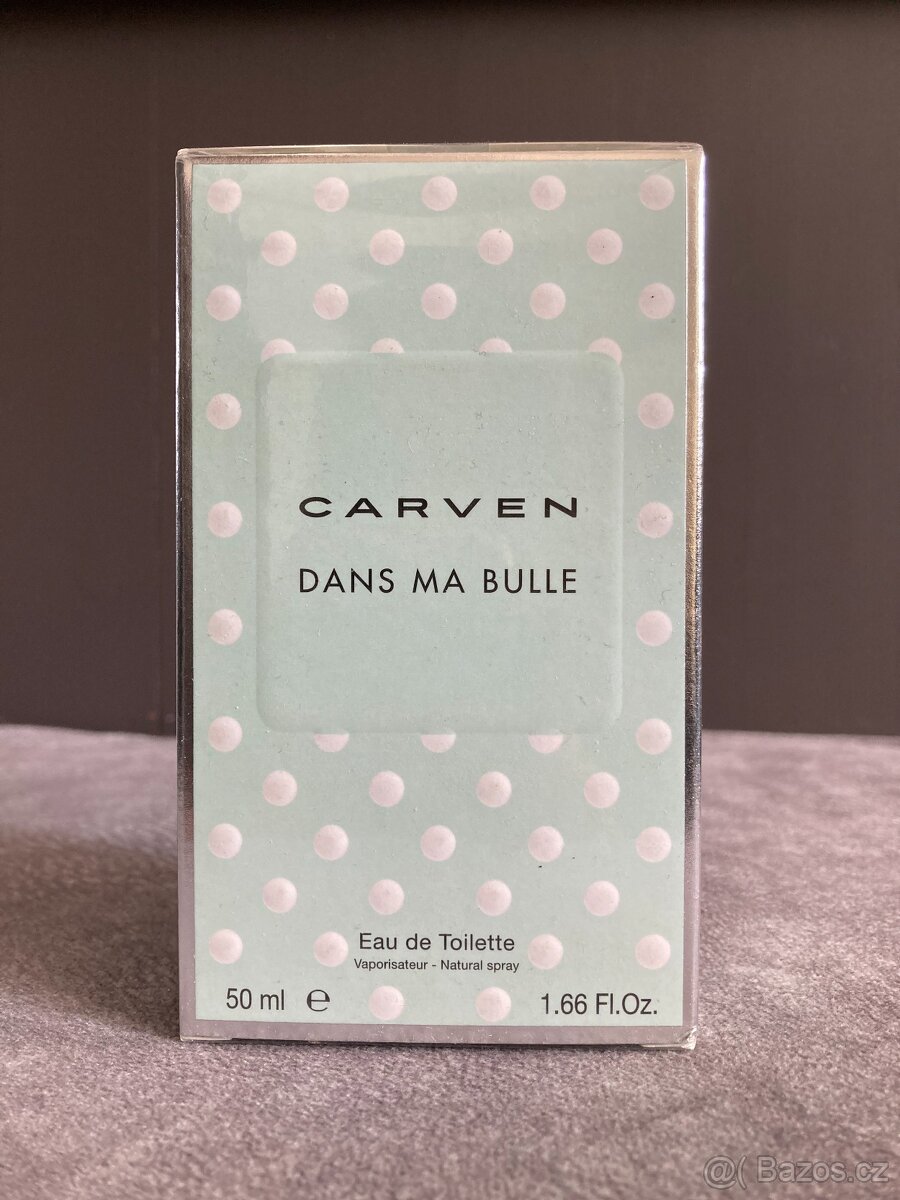 CARVEN
DANS MA BULLE
Eau de Toilette
Vaporisateur - Natural spray
50 ml ℮
1.66 Fl.Oz.
@( Bazos.cz